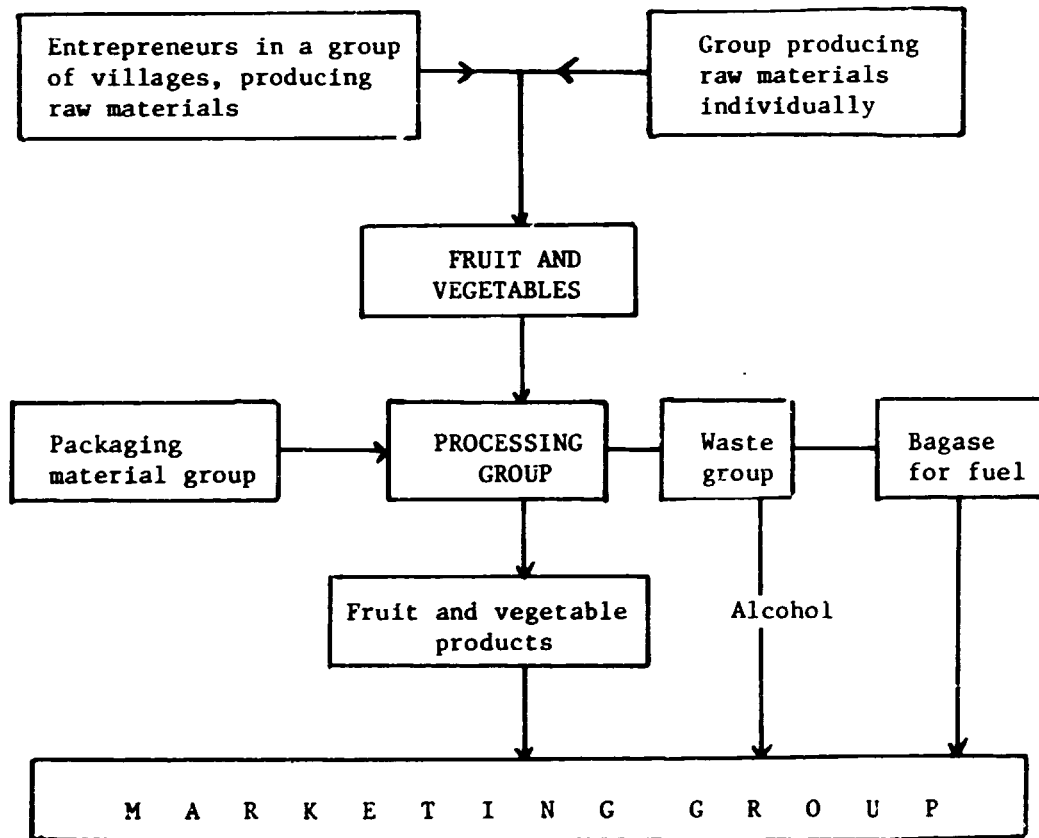 Entrepreneurs in a group
of villages, producing
raw materials
Group producing
raw materials
individually
FRUIT AND
VEGETABLES
Packaging
material group
PROCESSING
GROUP
Waste
group
Bagase
for fuel
Fruit and vegetable
products
Alcohol
M A R K E T I N G G R O U P